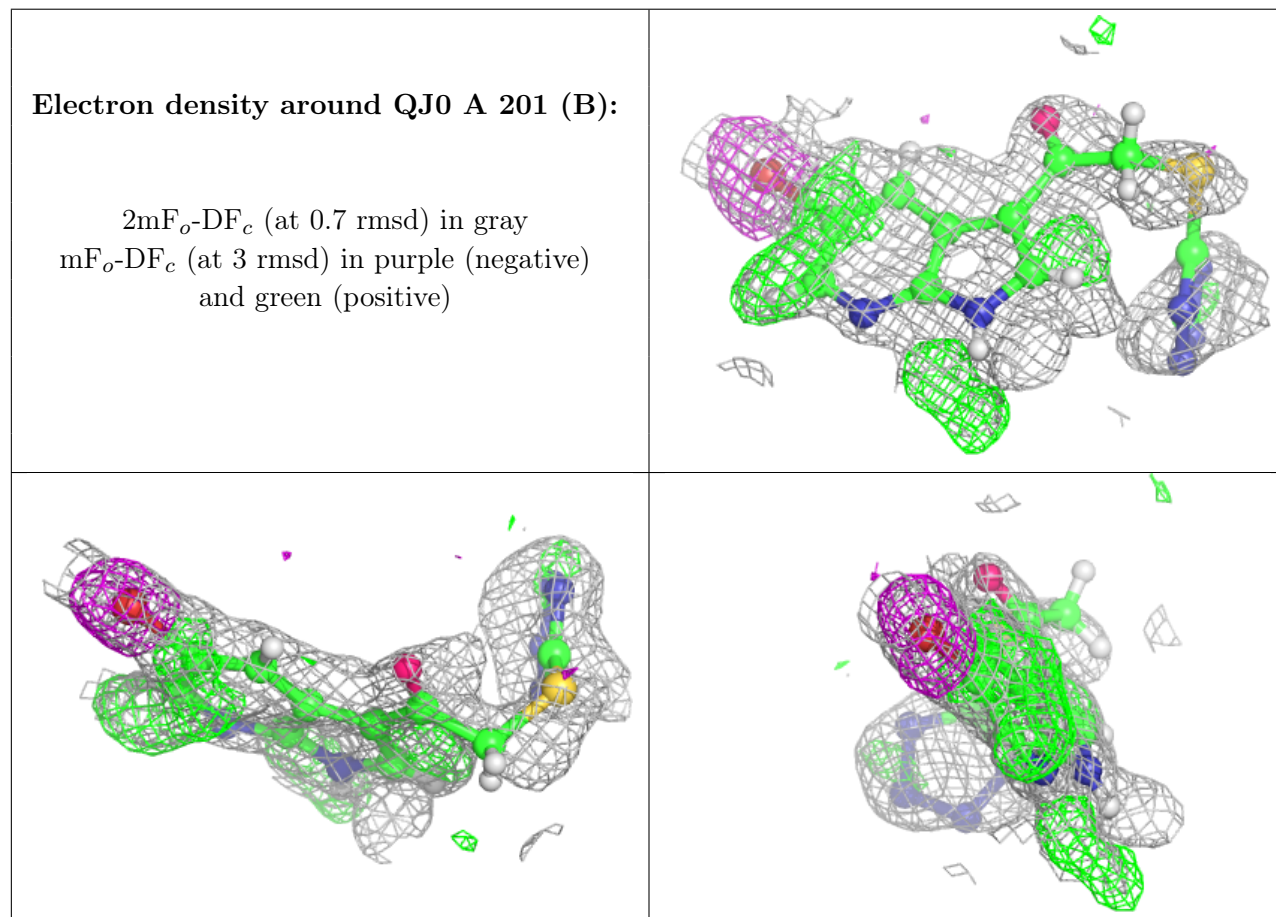 Electron density around QJ0 A 201 (B):
2mFo-DFc (at 0.7 rmsd) in gray
mFo-DFc (at 3 rmsd) in purple (negative)
and green (positive)